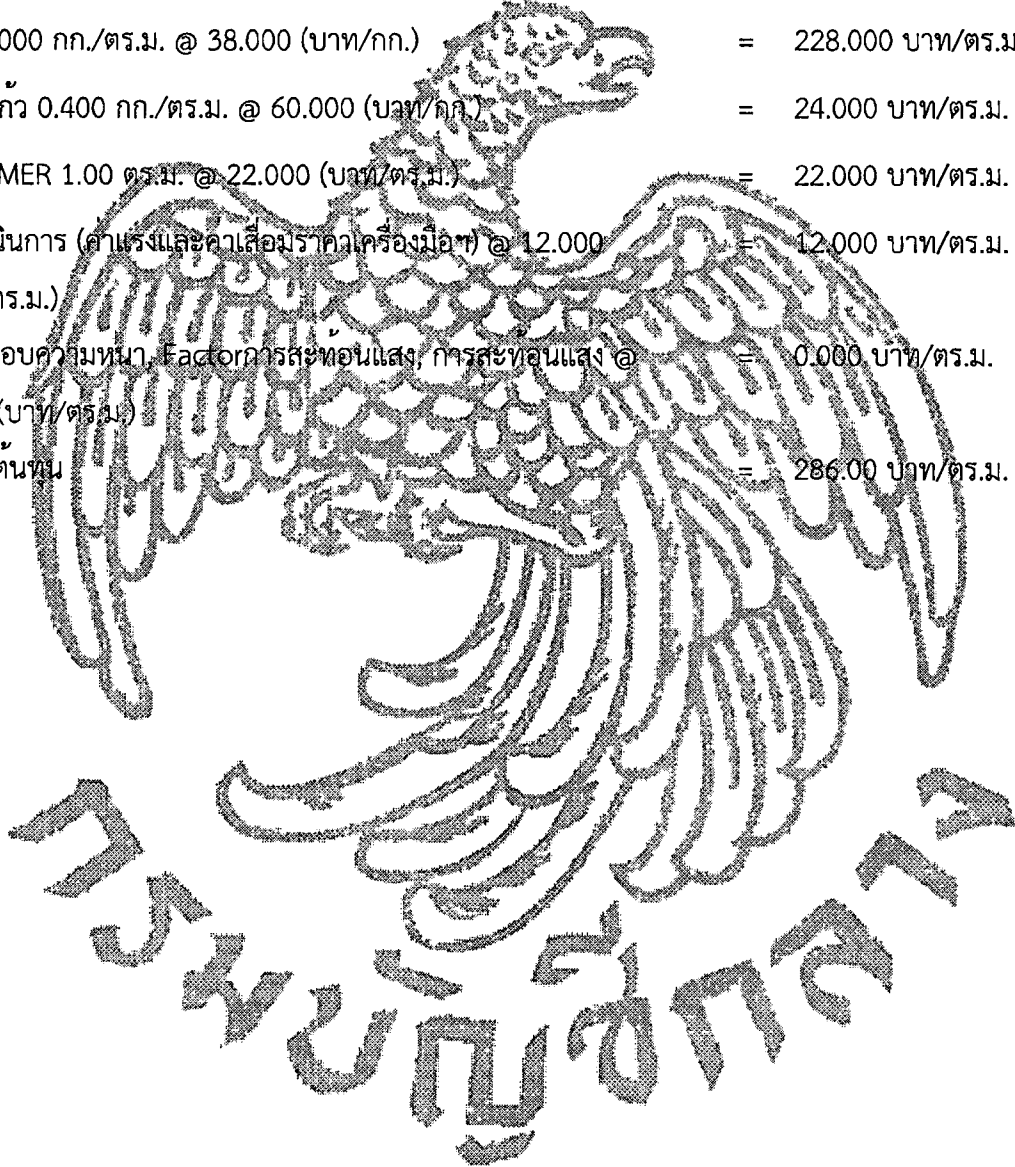 000 กก./ตร.ม. @ 38.000 (บาท/กก.) = 228.000 บาท/ตร.ม
ก้ว 0.400 กก./ตร.ม. @ 60.000 (บาท/กก.) = 24.000 บาท/ตร.ม.
MER 1.00 ตร.ม. @ 22.000 (บาท/ตร.ม.) = 22.000 บาท/ตร.ม.
นินการ (ค่าแรงและค่าเสื่อมราคาเครื่องมือฯ) @ 12.000 = 12.000 บาท/ตร.ม.
ตร.ม.)
อบความหนา, Factorการสะท้อนแสง, การสะท้อนแสง @ = 0.000 บาท/ตร.ม.
(บาท/ตร.ม.)
ต้นทุน = 286.00 บาท/ตร.ม.
กรมบัญชีกลาง